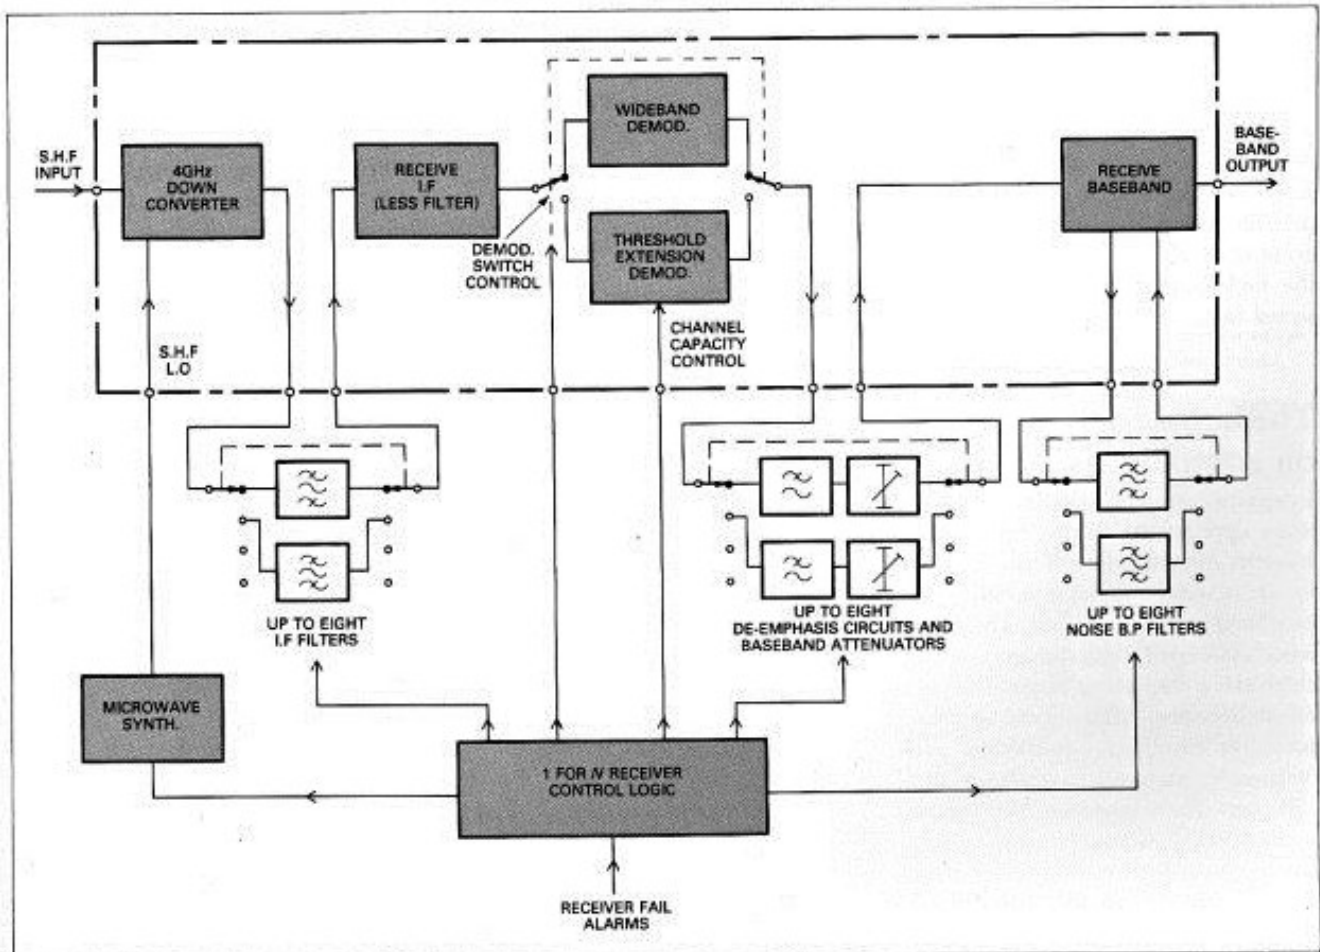 S.H.F
INPUT
4GHz
DOWN
CONVERTER
RECEIVE
I.F
(LESS FILTER)
WIDEBAND
DEMOD.
THRESHOLD
EXTENSION
DEMOD.
DEMOD.
SWITCH
CONTROL
RECEIVE
BASEBAND
BASE-
BAND
OUTPUT
S.H.F
L.O
CHANNEL
CAPACITY
CONTROL
UP TO EIGHT
I.F FILTERS
UP TO EIGHT
DE-EMPHASIS CIRCUITS AND
BASEBAND ATTENUATORS
UP TO EIGHT
NOISE B.P FILTERS
MICROWAVE
SYNTH.
1 FOR N RECEIVER
CONTROL LOGIC
RECEIVER FAIL
ALARMS